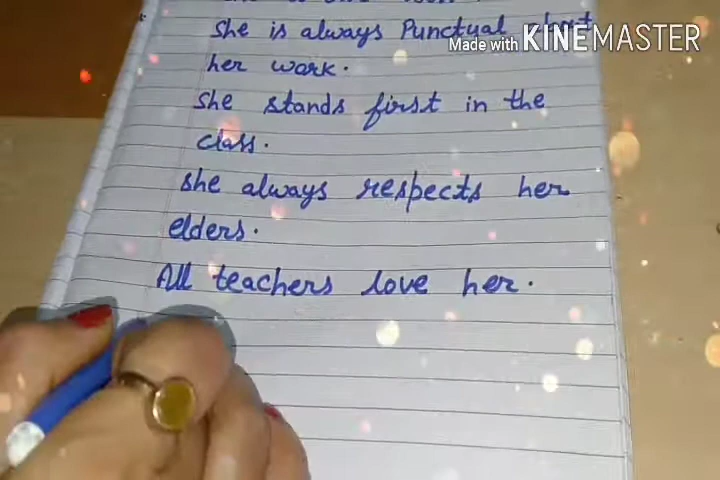 she is always Punctual about
Made with KINEMASTER
her work.
She stands first in the
class.
She always respects her
elders.
All teachers love her.